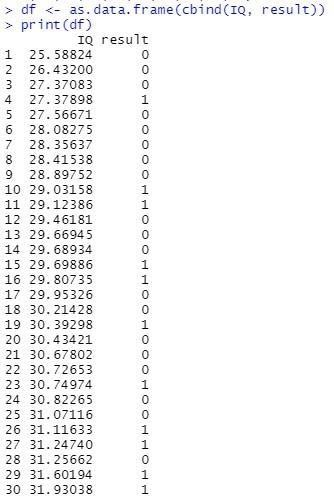 > df <- as.data.frame(cbind(IQ, result))
> print(df)
IQ result
1 25.58824 0
2 26.43200 0
3 27.37083 0
4 27.37898 1
5 27.56671 0
6 28.08275 0
7 28.35637 0
8 28.41538 0
9 28.89752 0
10 29.03158 1
11 29.12386 1
12 29.46181 0
13 29.66945 0
14 29.68934 0
15 29.69886 1
16 29.80735 1
17 29.95326 0
18 30.21428 0
19 30.39298 1
20 30.43421 0
21 30.67802 0
22 30.72653 0
23 30.74974 1
24 30.82265 0
25 31.07116 0
26 31.11633 1
27 31.24740 1
28 31.25662 0
29 31.60194 1
30 31.93038 1